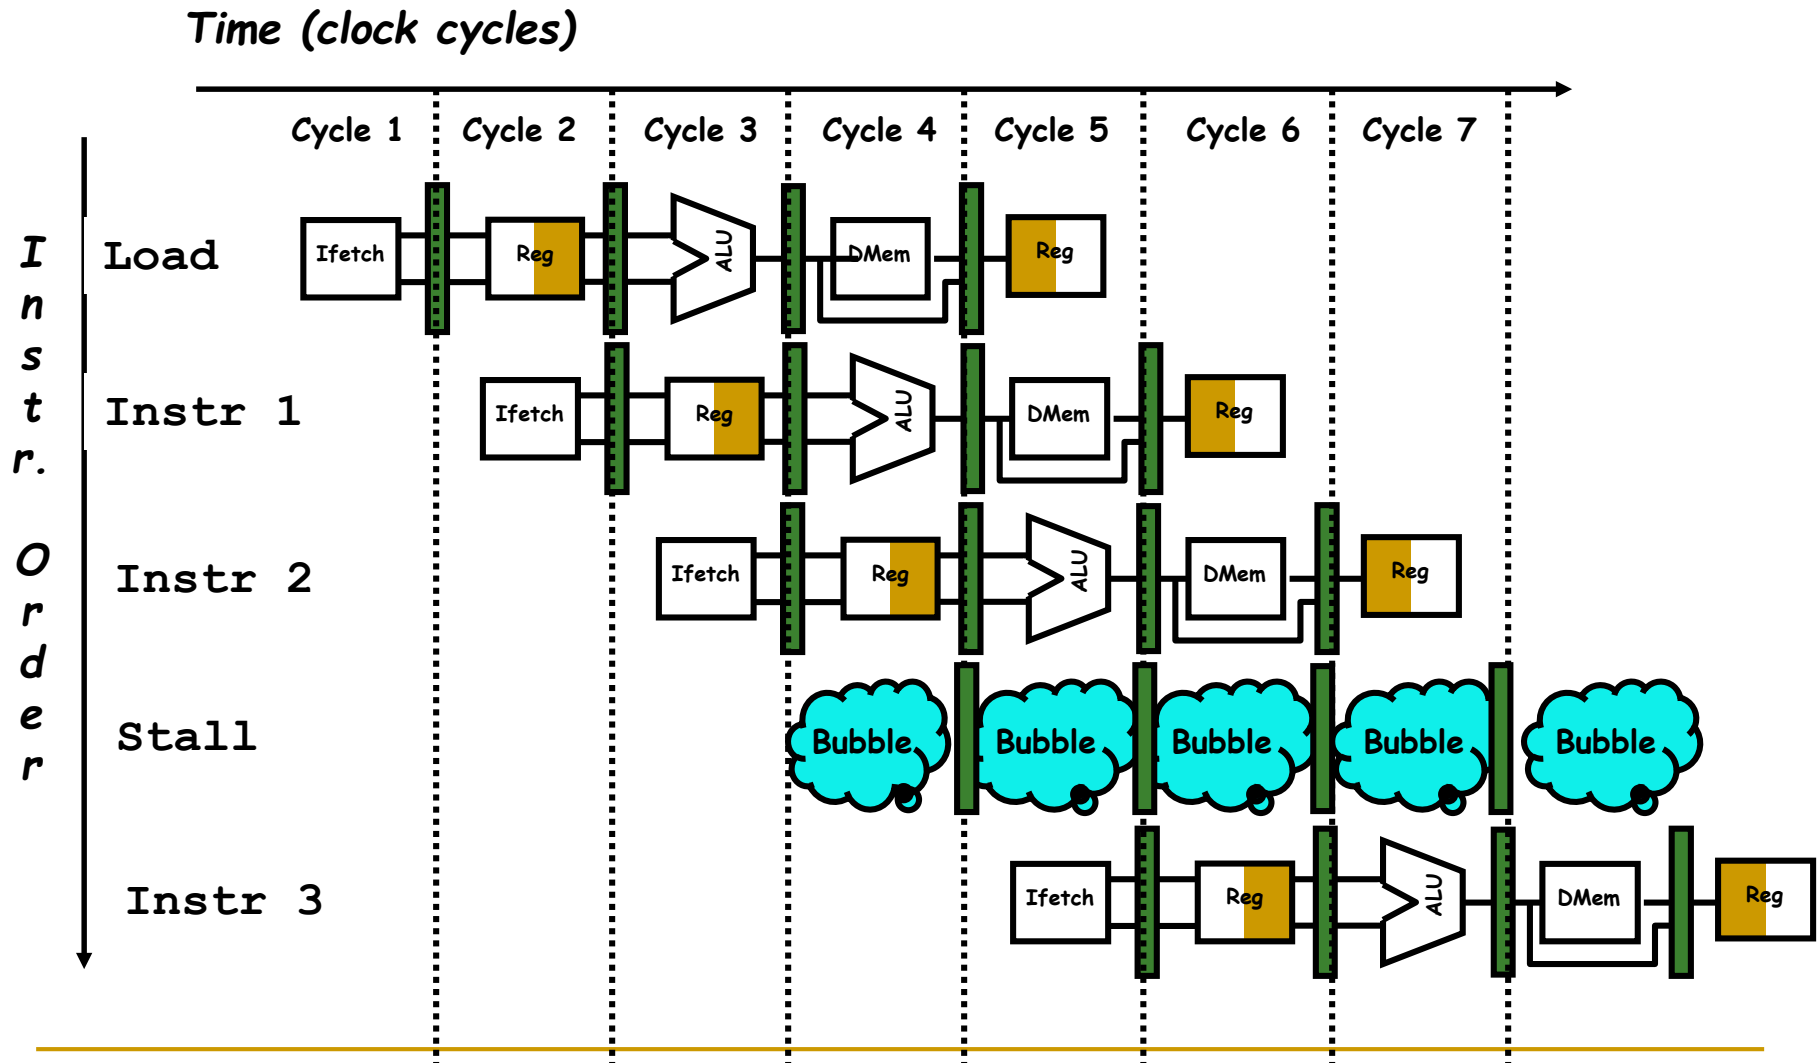 Time (clock cycles)
Cycle 1 Cycle 2 Cycle 3 Cycle 4 Cycle 5 Cycle 6 Cycle 7
Instr. Order
Load Ifetch Reg ALU DMem Reg
Instr 1 Ifetch Reg ALU DMem Reg
Instr 2 Ifetch Reg ALU DMem Reg
Stall Bubble Bubble Bubble Bubble Bubble
Instr 3 Ifetch Reg ALU DMem Reg